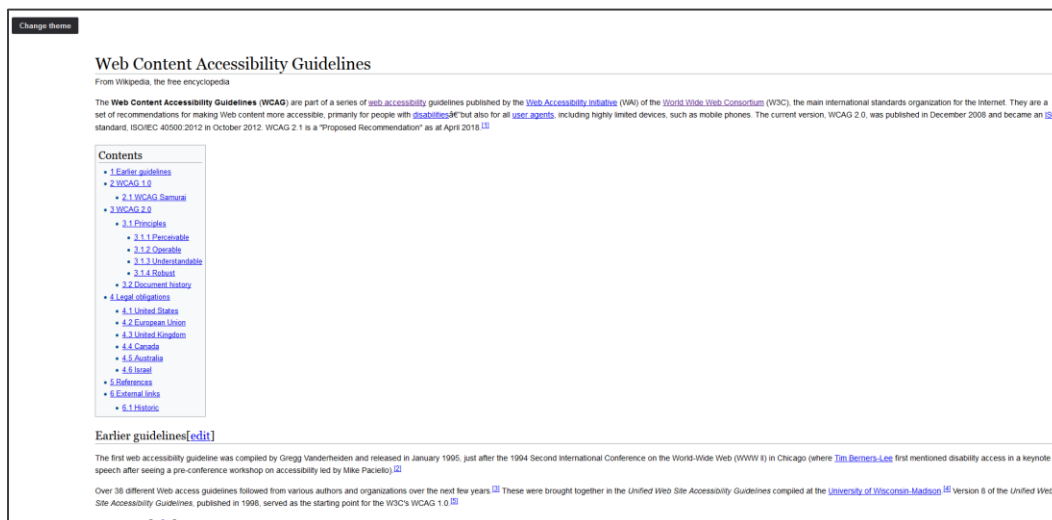 Change theme
Web Content Accessibility Guidelines
From Wikipedia, the free encyclopedia
The Web Content Accessibility Guidelines (WCAG) are part of a series of web accessibility guidelines published by the Web Accessibility Initiative (WAI) of the World Wide Web Consortium (W3C), the main international standards organization for the Internet. They are a
set of recommendations for making Web content more accessible, primarily for people with disabilitiesâ€"but also for all user agents, including highly limited devices, such as mobile phones. The current version, WCAG 2.0, was published in December 2008 and became an IS
standard, ISO/IEC 40500:2012 in October 2012. WCAG 2.1 is a "Proposed Recommendation" as at April 2018.[1]
Contents
1 Earlier guidelines
2 WCAG 1.0
2.1 WCAG Samurai
3 WCAG 2.0
3.1 Principles
3.1.1 Perceivable
3.1.2 Operable
3.1.3 Understandable
3.1.4 Robust
3.2 Document history
4 Legal obligations
4.1 United States
4.2 European Union
4.3 United Kingdom
4.4 Canada
4.5 Australia
4.6 Israel
5 References
6 External links
6.1 Historic
Earlier guidelines[edit]
The first web accessibility guideline was compiled by Gregg Vanderheiden and released in January 1995, just after the 1994 Second International Conference on the World-Wide Web (WWW II) in Chicago (where Tim Berners-Lee first mentioned disability access in a keynote
speech after seeing a pre-conference workshop on accessibility led by Mike Paciello).[2]
Over 38 different Web access guidelines followed from various authors and organizations over the next few years.[3] These were brought together in the Unified Web Site Accessibility Guidelines compiled at the University of Wisconsin-Madison.[4] Version 8 of the Unified Web
Site Accessibility Guidelines, published in 1998, served as the starting point for the W3C's WCAG 1.0.[5]